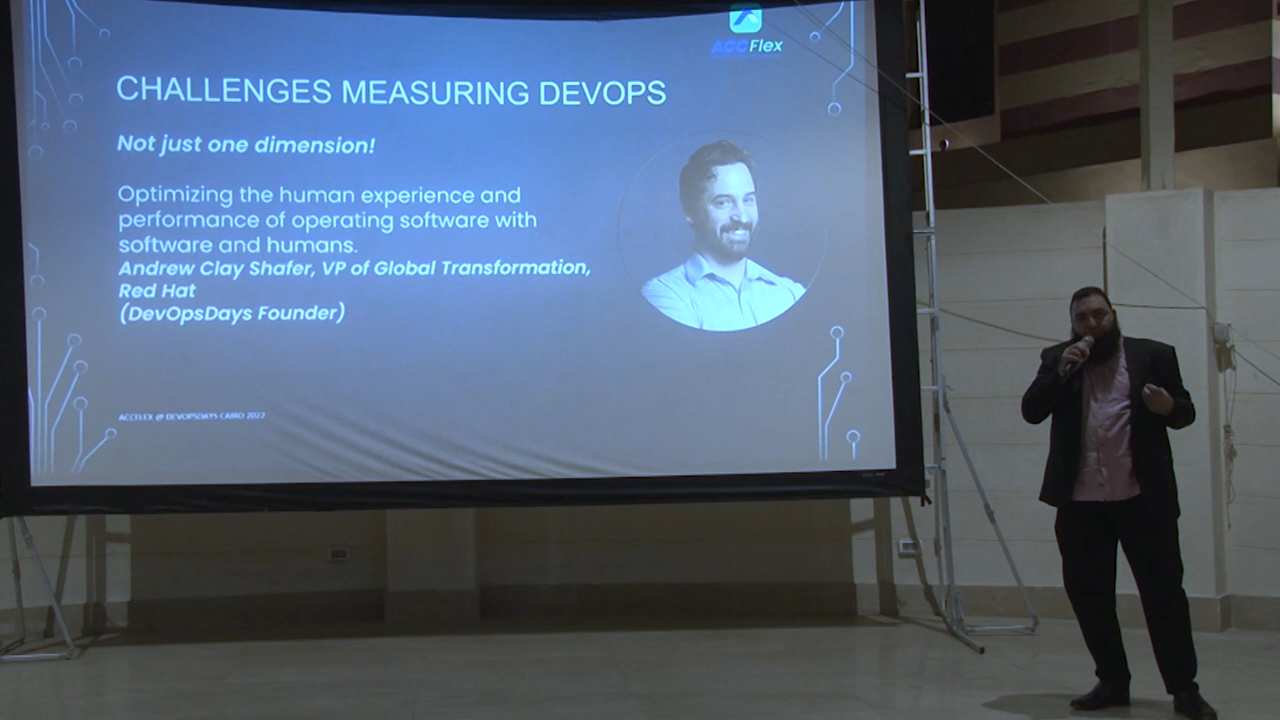 ACCFlex
CHALLENGES MEASURING DEVOPS
Not just one dimension!
Optimizing the human experience and
performance of operating software with
software and humans.
Andrew Clay Shafer, VP of Global Transformation,
Red Hat
(DevOpsDays Founder)
ACCFLEX @ DEVOPSDAYS CAIRO 2022